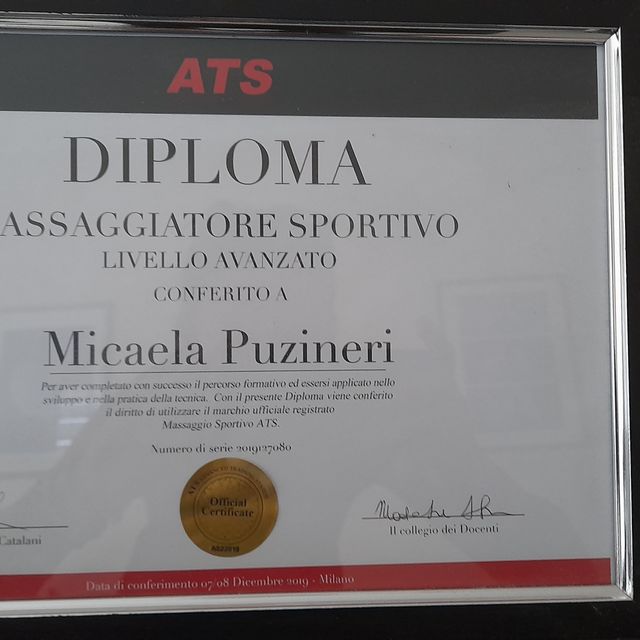 ATS
DIPLOMA
ASSAGGIATORE SPORTIVO
LIVELLO AVANZATO
CONFERITO A
Micaela Puzineri
Per aver completato con successo il percorso formativo ed essersi applicato nello
sviluppo e nella pratica della tecnica. Con il presente Diploma viene conferito
il diritto di utilizzare il marchio ufficiale registrato
Massaggio Sportivo ATS.
Numero di serie 2019127080
Official
Certificate
Catalani
Il collegio dei Docenti
Data di conferimento 07/08 Dicembre 2019 - Milano